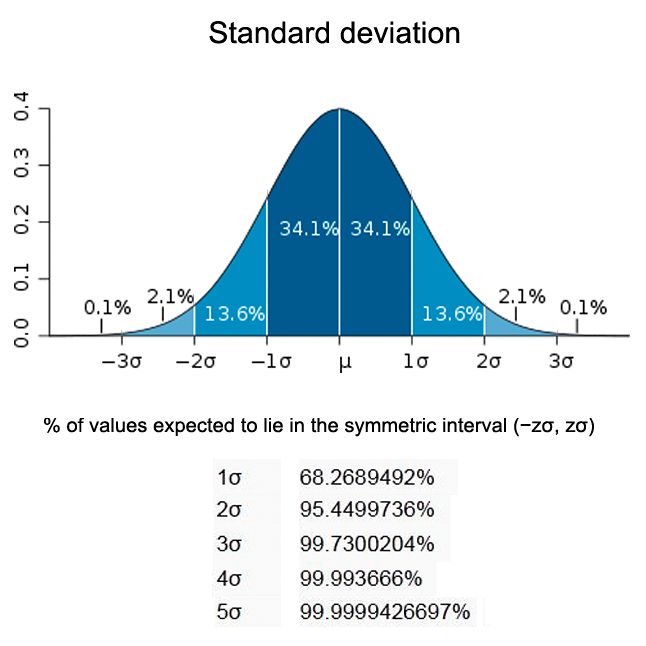 Standard deviation
0.4
0.3
0.2
0.1
0.0
34.1% 34.1%
0.1% 2.1% 13.6% 13.6% 2.1% 0.1%
−3σ −2σ −1σ μ 1σ 2σ 3σ
% of values expected to lie in the symmetric interval (−zσ, zσ)
1σ 68.2689492%
2σ 95.4499736%
3σ 99.7300204%
4σ 99.993666%
5σ 99.9999426697%